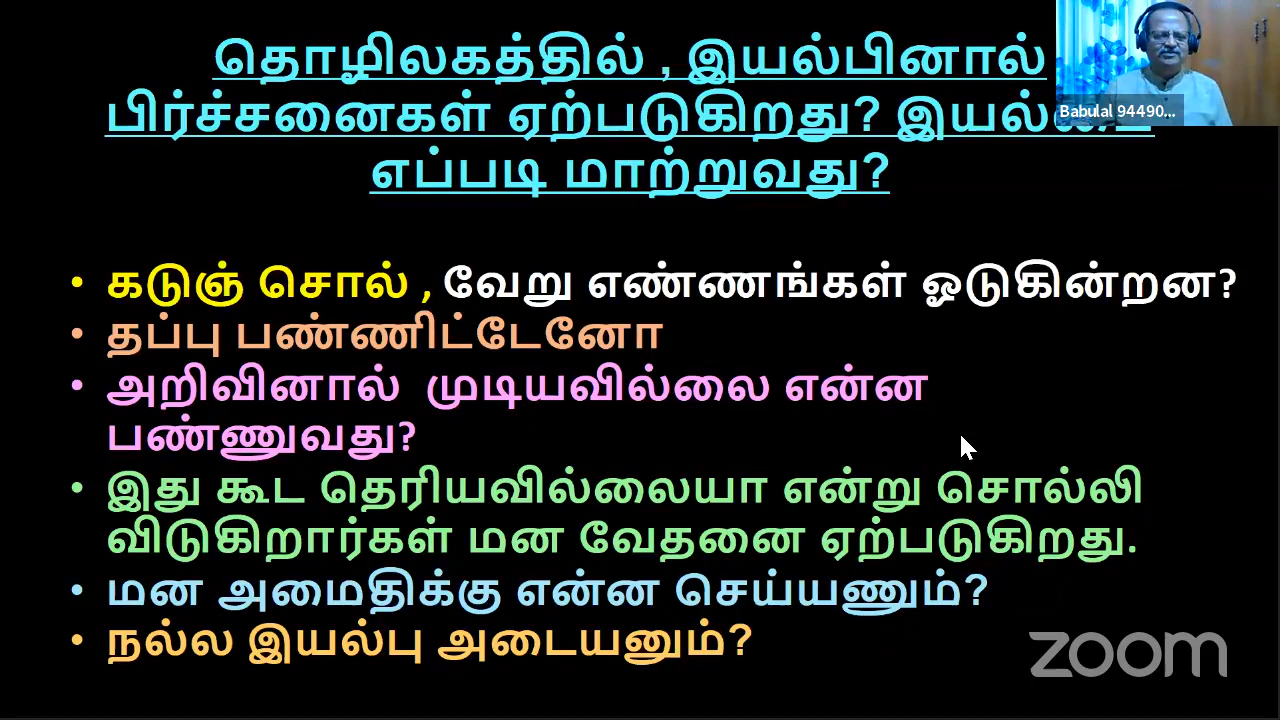 தொழிலகத்தில் , இயல்பினால்
பிர்ச்சனைகள் ஏற்படுகிறது?
எப்படி மாற்றுவது?
• கடுஞ் சொல் , வேறு எண்ணங்கள் ஓடுகின்றன?
• தப்பு பண்ணிட்டேனோ
• அறிவினால் முடியவில்லை என்ன
பண்ணுவது?
• இது கூட தெரியவில்லையா என்று சொல்லி
விடுகிறார்கள் மன வேதனை ஏற்படுகிறது.
• மன அமைதிக்கு என்ன செய்யணும்?
• நல்ல இயல்பு அடையனும்?
Babulal 94490...
zoom